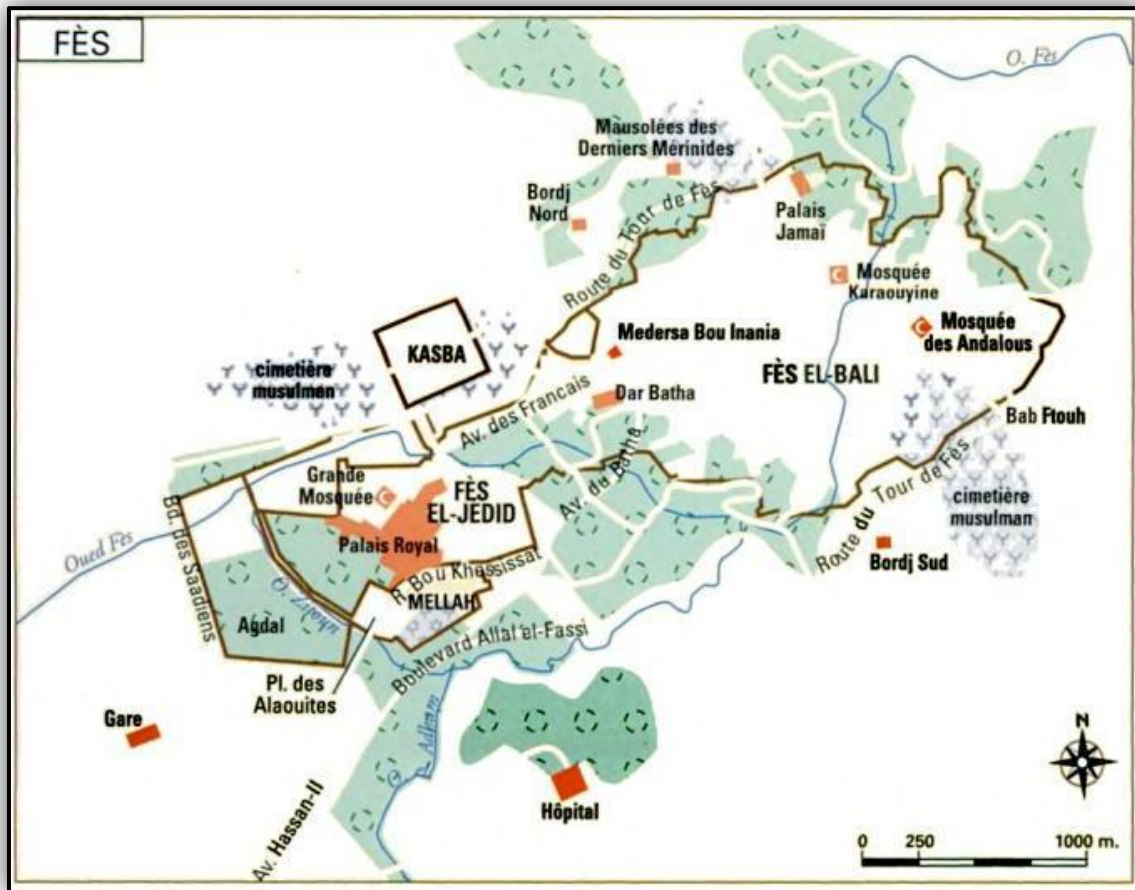 FÈS
O. Fès
Mausolées des
Derniers Mérinides
Bordj
Nord
Route du Tour de Fès
Palais
Jamaï
Mosquée
Karaouyine
KASBA
Medersa Bou Inania
Mosquée
des Andalous
cimetière
musulman
FÈS EL-BALI
Dar Batha
Av. des Francais
Bab Ftouh
Grande
Mosquée
FÈS
EL-JEDID
Av. du Batha
Route du Tour de Fès
cimetière
musulman
Bd. des Saadiens
Oued Fès
Palais Royal
Bordj Sud
R. Bou Khessissat
MELLAH
O. Zitoun
Agdal
Boulevard Allal el-Fassi
Pl. des
Alaouites
Gare
O. Adham
N
Hôpital
Av. Hassan-II
0 250 1000 m.